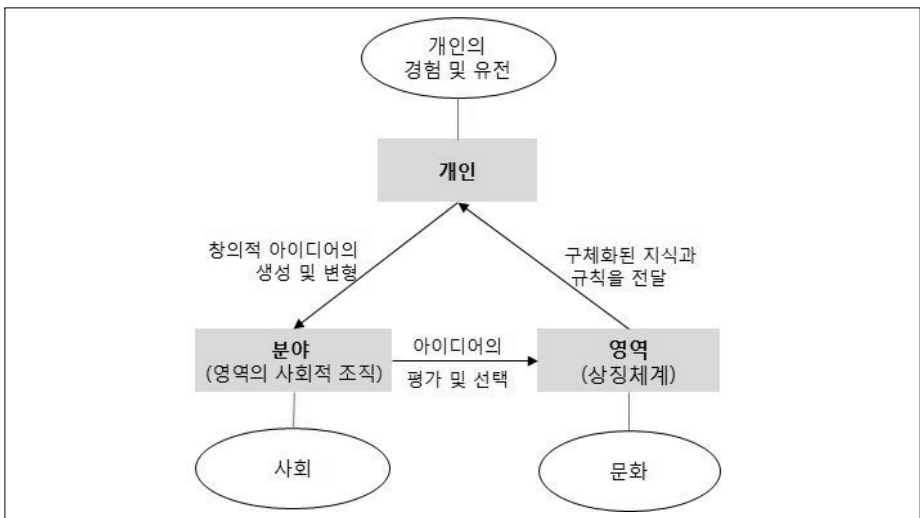 개인의
경험 및 유전
개인
창의적 아이디어의
생성 및 변형
구체화된 지식과
규칙을 전달
분야
(영역의 사회적 조직)
아이디어의
평가 및 선택
영역
(상징체계)
사회
문화